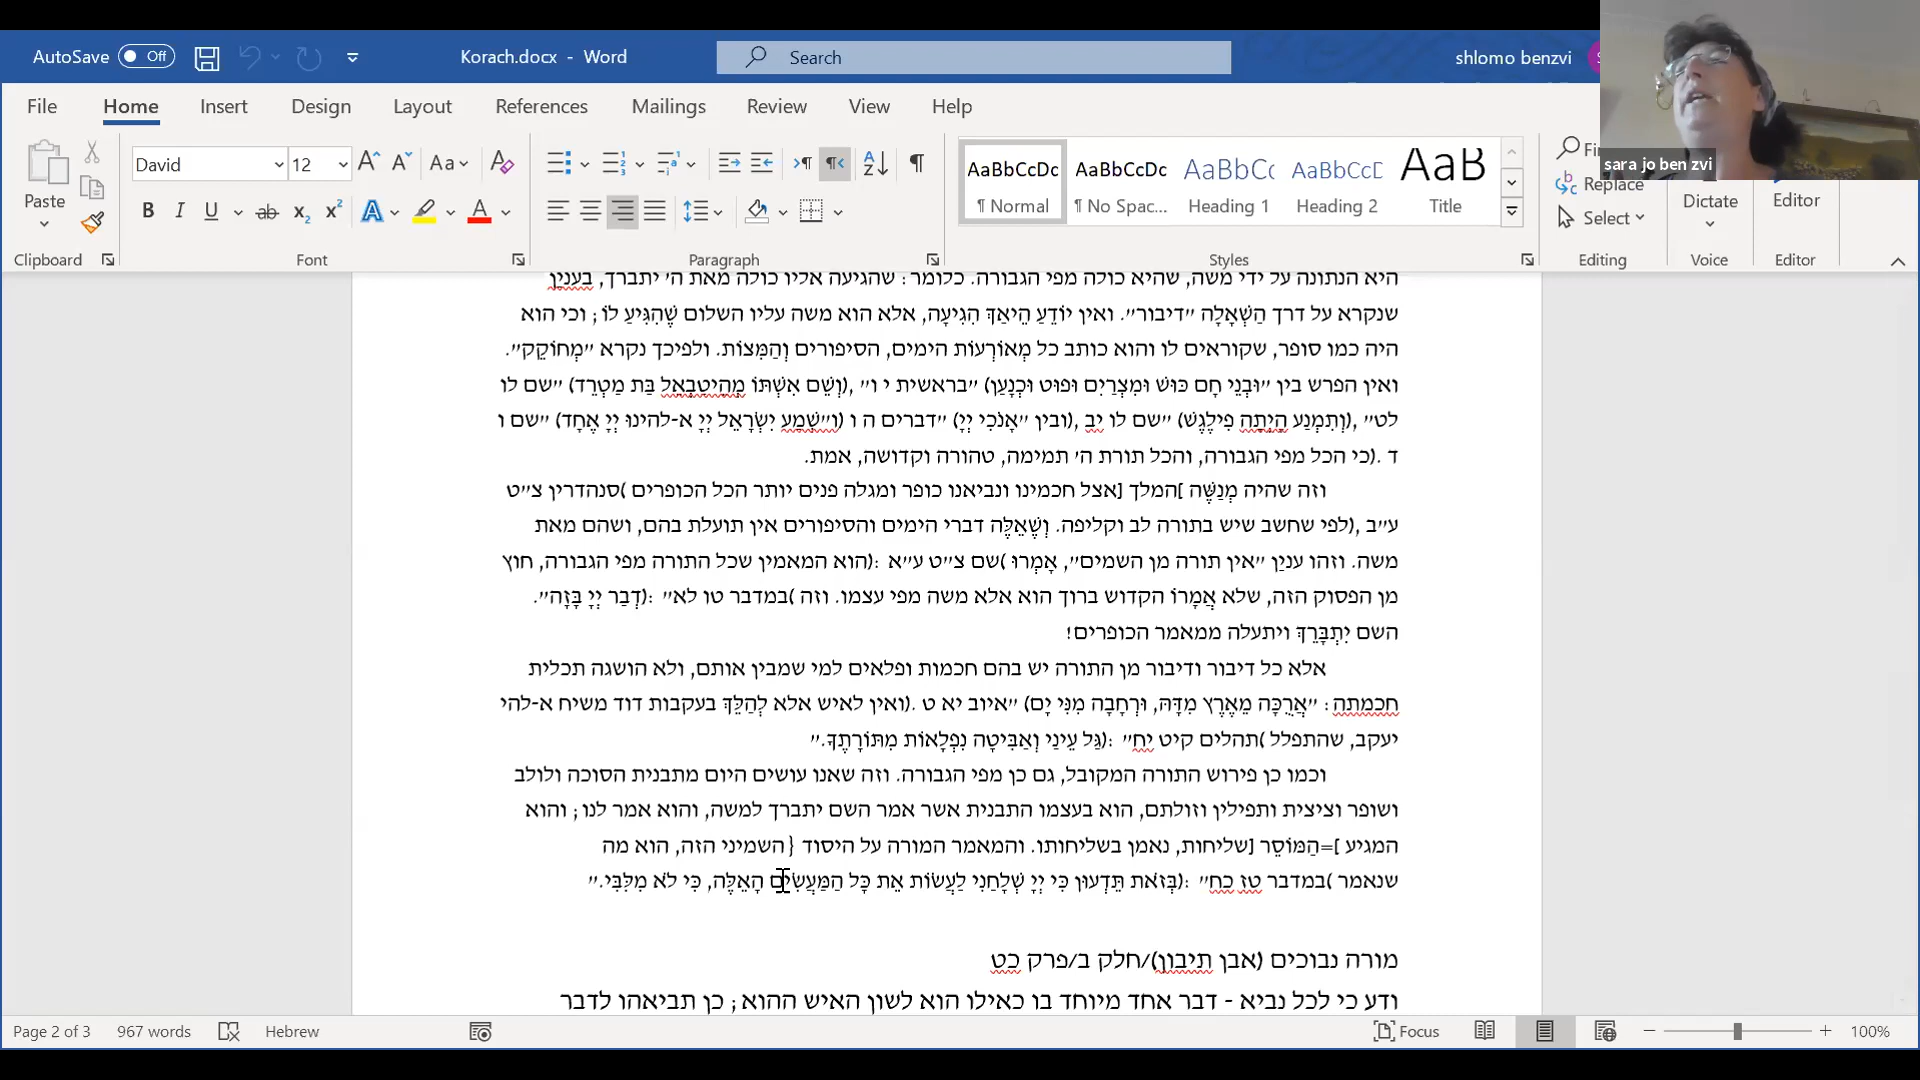 AutoSave Off Korach.docx - Word Search shlomo benzvi
File Home Insert Design Layout References Mailings Review View Help
Paste David 12 Aa AaBbCcDc AaBbCcDc AaBbCc AaBbCcD AaB
¶ Normal ¶ No Spac... Heading 1 Heading 2 Title
sara jo ben zvi
Replace
Select
Dictate Editor
Clipboard Font Paragraph Styles Editing Voice Editor
היא הנתונה על ידי משה, שהיא כולה מפי הגבורה. כלומר: שהגיעה אליו כולה מאת ה' יתברך, בענין
שנקרא על דרך הַשְׁאָלָה "דיבור". ואין יוֹדֵעַ הֵיאַךְ הִגִּיעָה, אלא הוא משה עליו השלום שֶׁהִגִּיעַ לוֹ; וכי הוא
היה כמו סופר, שקוראים לו והוא כותב כל מְאוֹרְעוֹת הימים, הסיפורים וְהַמִּצוֹת. ולפיכך נקרא "מְחוֹקֵק".
ואין הפרש בין "וּבְנֵי חָם כּוּשׁ וּמִצְרַיִם וּפוּט וּכְנָעַן) "בראשית י ו" ,(וְשֵׁם אִשְׁתּוֹ מְהֵיטַבְאֵל בַּת מַטְרֵד) "שם לו
לט" ,(וְתִמְנַע הָיְתָה פִילֶגֶשׁ) "שם לו יב ,(ובין "אָנֹכִי יְיָ) "דברים ה ו (ו"שְׁמַע יִשְׂרָאֵל יְיָ א-להינוּ יְיָ אֶחָד) "שם ו
ד .(כי הכל מפי הגבורה, והכל תורת ה' תמימה, טהורה וקדושה, אמת.
וזה שהיה מְנַשֶּׁה ]המלך [אצל חכמינו ונביאנו כופר ומגלה פנים יותר הכל הכופרים )סנהדרין צ"ט
ע"ב ,(לפי שחשב שיש בתורה לב וקליפה. וְשֶׁאֵלֶּה דברי הימים והסיפורים אין תועלת בהם, ושהם מאת
משה. וזהו ענין "אין תורה מן השמים", אָמְרוּ )שם צ"ט ע"א :(הוא המאמין שכל התורה מפי הגבורה, חוץ
מן הפסוק הזה, שלא אֲמָרוֹ הקדוש ברוך הוא אלא משה מפי עצמו. וזה )במדבר טו לא" :(דְבַר יְיָ בָּזָה".
השם יִתְבָּרֵךְ ויתעלה ממאמר הכופרים!
אלא כל דיבור ודיבור מן התורה יש בהם חכמות ופלאים למי שמבין אותם, ולא הושגה תכלית
חכמתה: "אֲרֻכָּה מֵאֶרֶץ מִדָּהּ, וּרְחָבָה מִנִּי יָם) "איוב יא ט .(ואין לאיש אלא לְהַלֵּךְ בעקבות דוד משיח א-להי
יעקב, שהתפלל )תהלים קיט יח" :(גַּל עֵינַי וְאַבִּיטָה נִפְלָאוֹת מִתּוֹרָתֶךָ."
וכמו כן פירוש התורה המקובל, גם כן מפי הגבורה. וזה שאנו עושים היום מתבנית הסוכה ולולב
ושופר וציצית ותפילין וזולתם, הוא בעצמו התבנית אשר אמר השם יתברך למשה, והוא אמר לנו; והוא
המגיע ]=הַמּוֹסֵר [שליחות, נאמן בשליחותו. והמאמר המורה על היסוד {השמיני הזה, הוא מה
שנאמר )במדבר טז כח" :(בְּזֹאת תֵּדְעוּן כִּי יְיָ שְׁלָחַנִי לַעֲשׂוֹת אֵת כָּל הַמַּעֲשִׂים הָאֵלֶּה, כִּי לֹא מִלִּבִּי."
מורה נבוכים (אבן תיבון)/חלק ב/פרק כט
ודע כי לכל נביא - דבר אחד מיוחד בו כאילו הוא לשון האיש ההוא; כן תביאהו לדבר
Page 2 of 3 967 words Hebrew Focus 100%